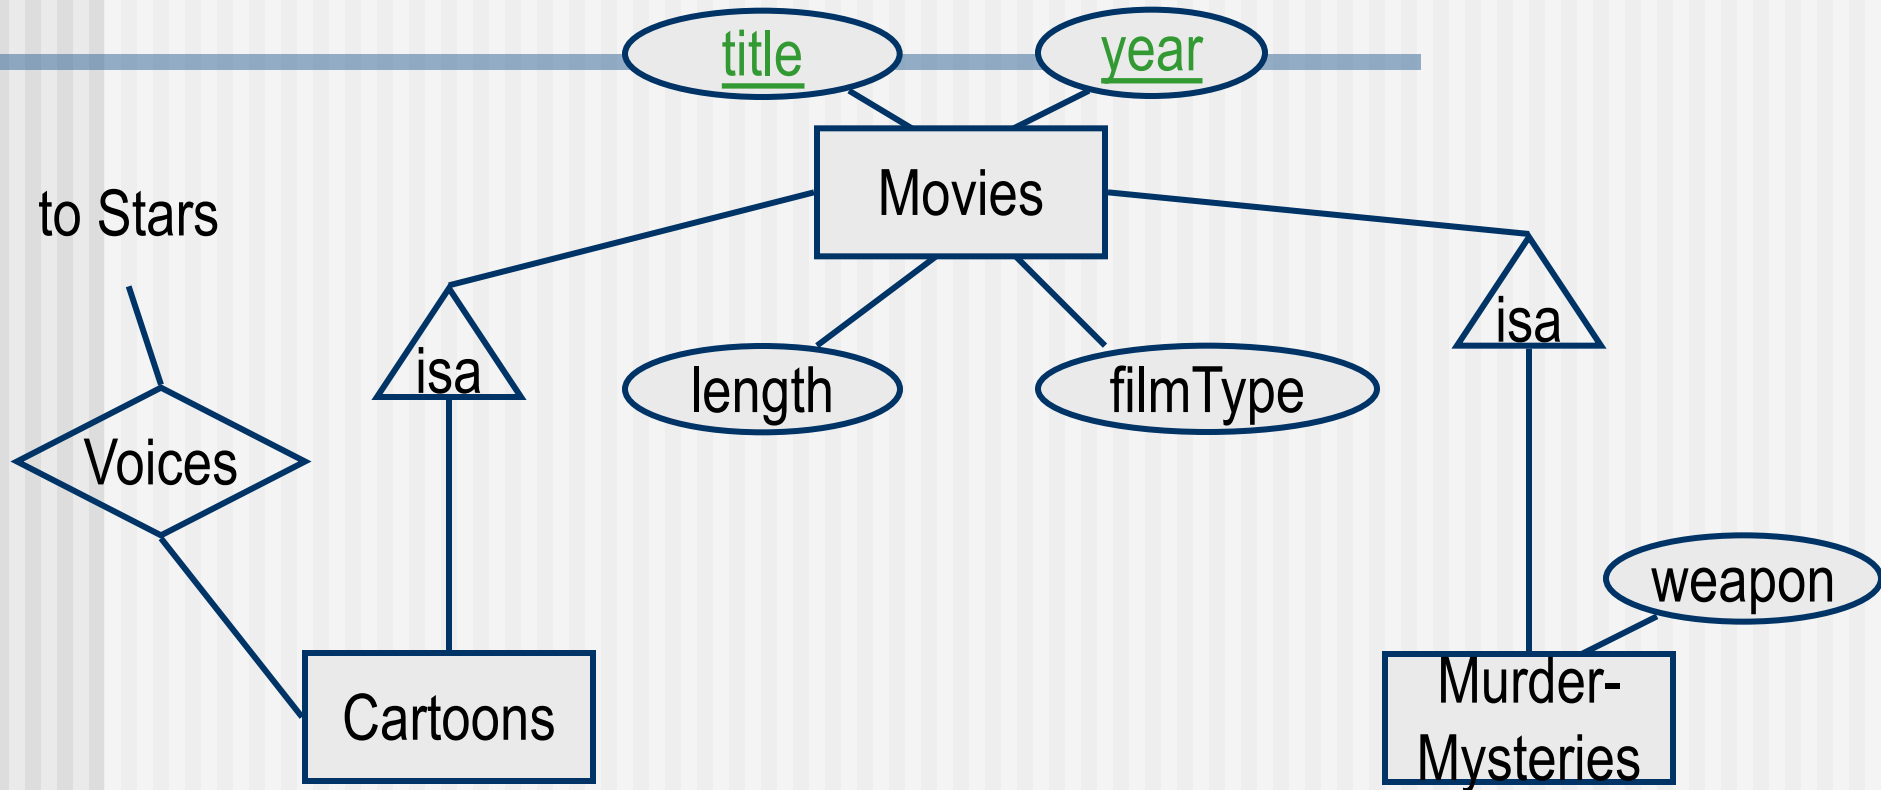 title
year
Movies
to Stars
isa
isa
length
filmType
Voices
weapon
Cartoons
Murder-
Mysteries